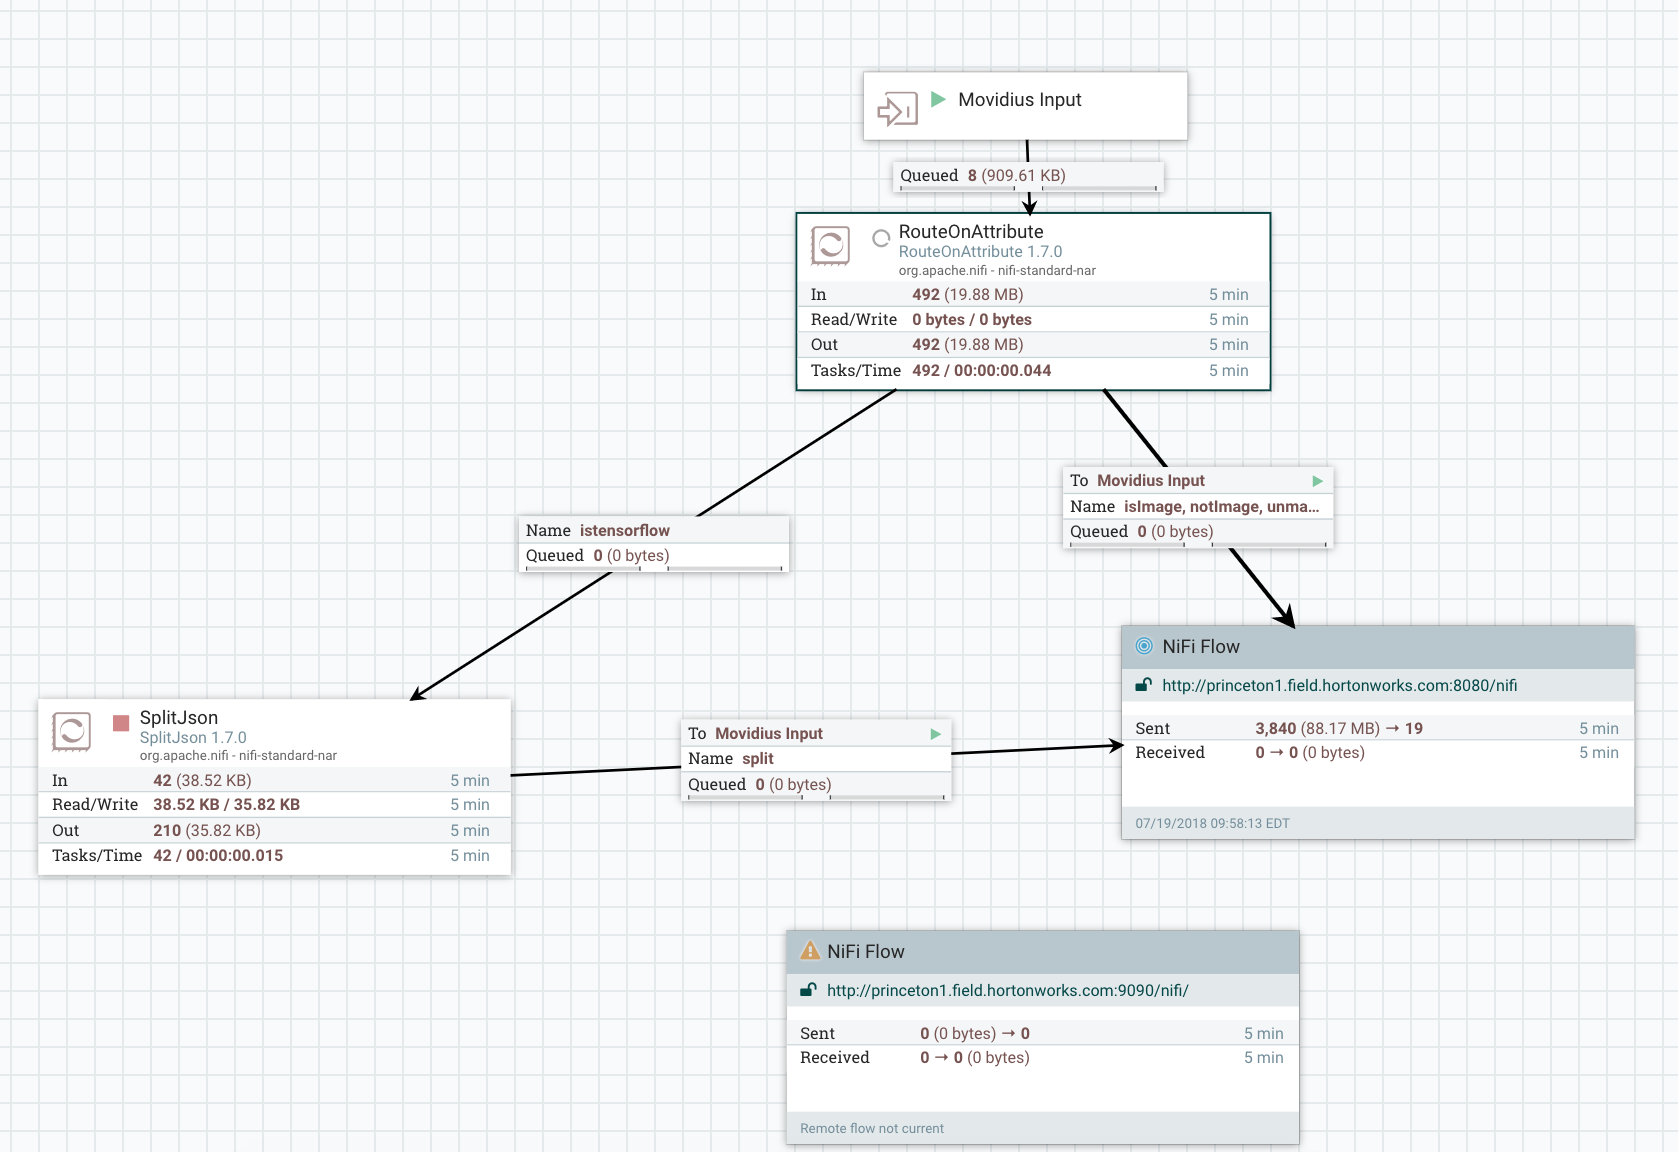 Movidius Input
Queued 8 (909.61 KB)
RouteOnAttribute
RouteOnAttribute 1.7.0
org.apache.nifi - nifi-standard-nar
In 492 (19.88 MB) 5 min
Read/Write 0 bytes / 0 bytes 5 min
Out 492 (19.88 MB) 5 min
Tasks/Time 492 / 00:00:00.044 5 min
To Movidius Input
Name isImage, notImage, unma...
Queued 0 (0 bytes)
Name istensorflow
Queued 0 (0 bytes)
NiFi Flow
http://princeton1.field.hortonworks.com:8080/nifi
Sent 3,840 (88.17 MB) → 19 5 min
Received 0 → 0 (0 bytes) 5 min
07/19/2018 09:58:13 EDT
SplitJson
SplitJson 1.7.0
org.apache.nifi - nifi-standard-nar
In 42 (38.52 KB) 5 min
Read/Write 38.52 KB / 35.82 KB 5 min
Out 210 (35.82 KB) 5 min
Tasks/Time 42 / 00:00:00.015 5 min
To Movidius Input
Name split
Queued 0 (0 bytes)
NiFi Flow
http://princeton1.field.hortonworks.com:9090/nifi/
Sent 0 (0 bytes) → 0 5 min
Received 0 → 0 (0 bytes) 5 min
Remote flow not current